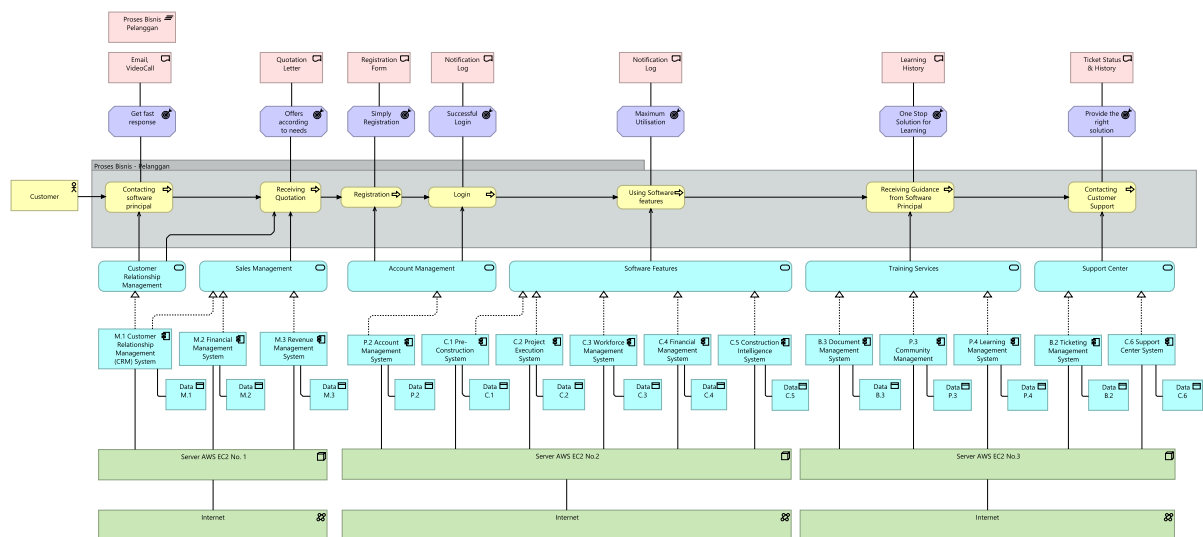 Proses Bisnis
Pelanggan
Email,
VideoCall
Quotation
Letter
Registration
Form
Notification
Log
Notification
Log
Learning
History
Ticket Status
& History
Get fast
response
Offers
according
to needs
Simply
Registration
Successful
Login
Maximum
Utilisation
One Stop
Solution for
Learning
Provide the
right
solution
Proses Bisnis - Pelanggan
Customer
Contacting
software
principal
Receiving
Quotation
Registration
Login
Using Software
features
Receiving Guidance
from Software
Principal
Contacting
Customer
Support
Customer
Relationship
Management
Sales Management
Account Management
Software Features
Training Services
Support Center
M.1 Customer
Relationship
Management
(CRM) System
M.2 Financial
Management
System
M.3 Revenue
Management
System
P.2 Account
Management
System
C.1 Pre-
Construction
System
C.2 Project
Execution
System
C.3 Workforce
Management
System
C.4 Financial
Management
System
C.5 Construction
Intelligence
System
B.3 Document
Management
System
P.3
Community
Management
P.4 Learning
Management
System
B.2 Ticketing
Management
System
C.6 Support
Center System
Data
M.1
Data
M.2
Data
M.3
Data
P.2
Data
C.1
Data
C.2
Data
C.3
Data
C.4
Data
C.5
Data
B.3
Data
P.3
Data
P.4
Data
B.2
Data
C.6
Server AWS EC2 No. 1
Server AWS EC2 No.2
Server AWS EC2 No.3
Internet
Internet
Internet